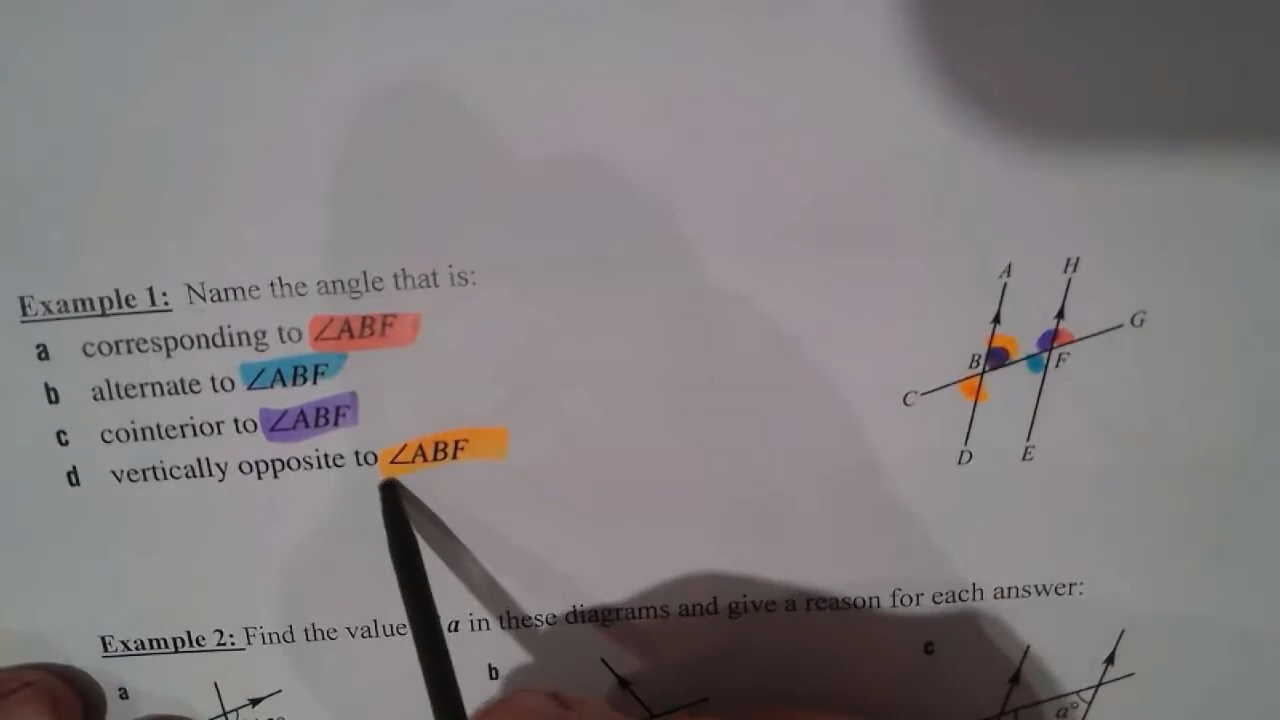 Example 1: Name the angle that is:
a corresponding to ∠ABF
b alternate to ∠ABF
c cointerior to ∠ABF
d vertically opposite to ∠ABF
A H
G
B F
C
D E
Example 2: Find the value a in these diagrams and give a reason for each answer:
a b c
a°